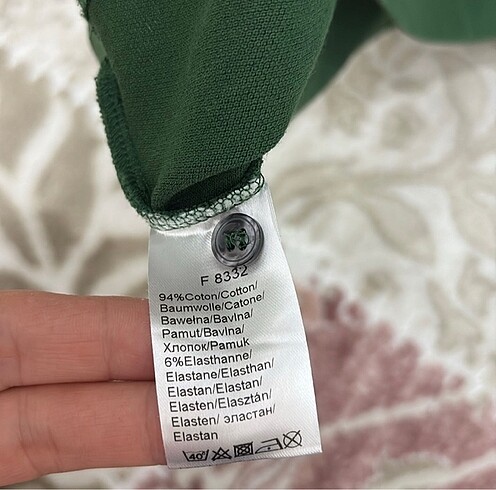 F 8332
94%Coton/Cotton/
Baumwolle/Catone/
Bawełna/Bavlna/
Pamut/Bavlna/
Хлопок/Pamuk
6%Elasthanne/
Elastane/Elasthan/
Elastan/Elastan/
Elasten/Elasztán/
Elasten/ эластан/
Elastan
40°